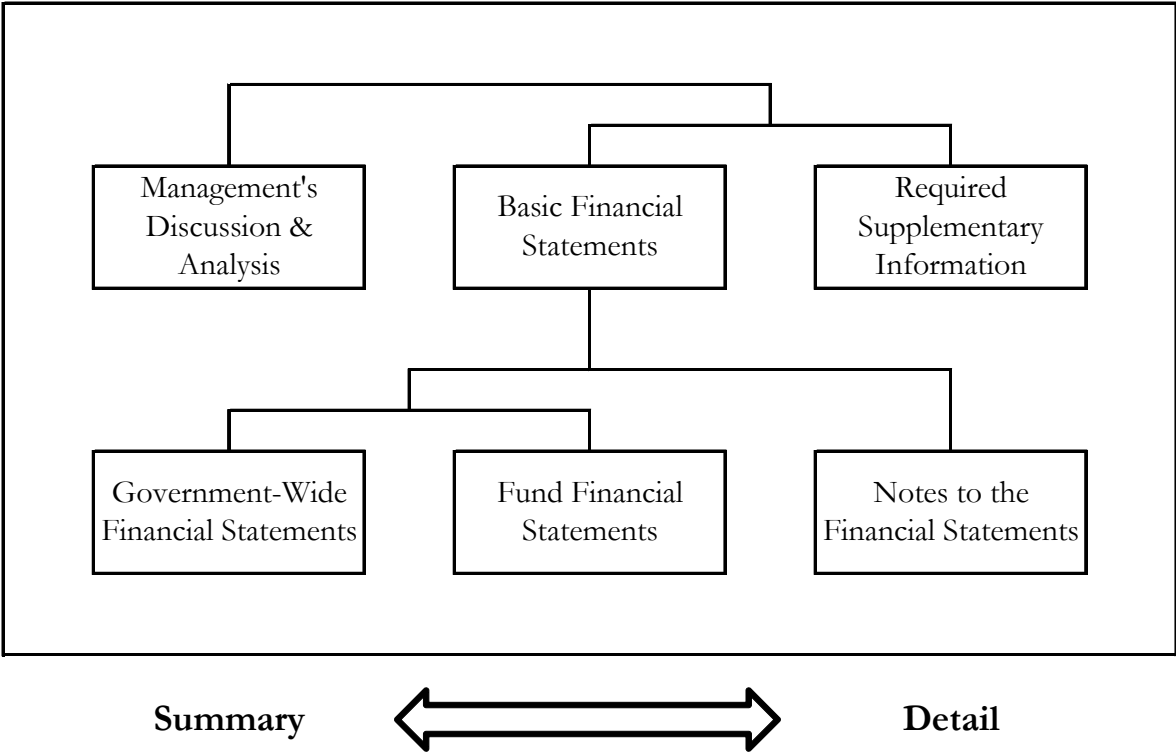 Management's
Discussion &
Analysis
Basic Financial
Statements
Required
Supplementary
Information
Government-Wide
Financial Statements
Fund Financial
Statements
Notes to the
Financial Statements
Summary
Detail